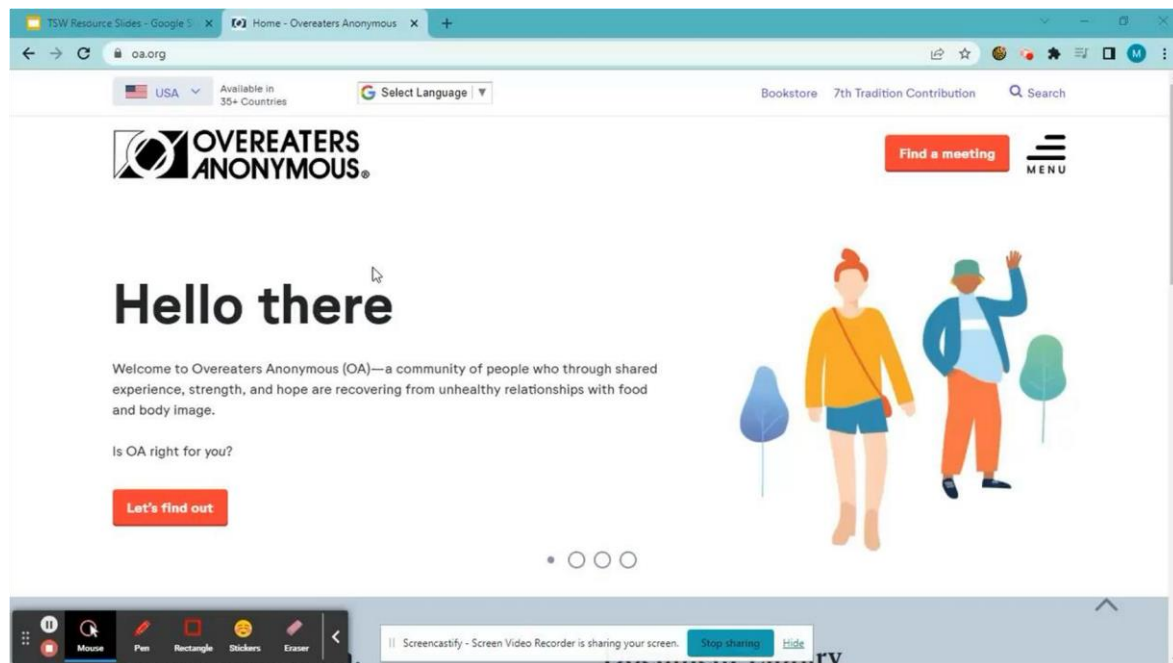 TSW Resource Slides - Google S
Home - Overeaters Anonymous
oa.org
M
USA
Available in
35+ Countries
G Select Language
Bookstore
7th Tradition Contribution
Search
OVEREATERS
ANONYMOUS®
Find a meeting
MENU
Hello there
Welcome to Overeaters Anonymous (OA)—a community of people who through shared
experience, strength, and hope are recovering from unhealthy relationships with food
and body image.
Is OA right for you?
Let's find out
Mouse
Pen
Rectangle
Stickers
Eraser
Screencastify - Screen Video Recorder is sharing your screen.
Stop sharing
Hide